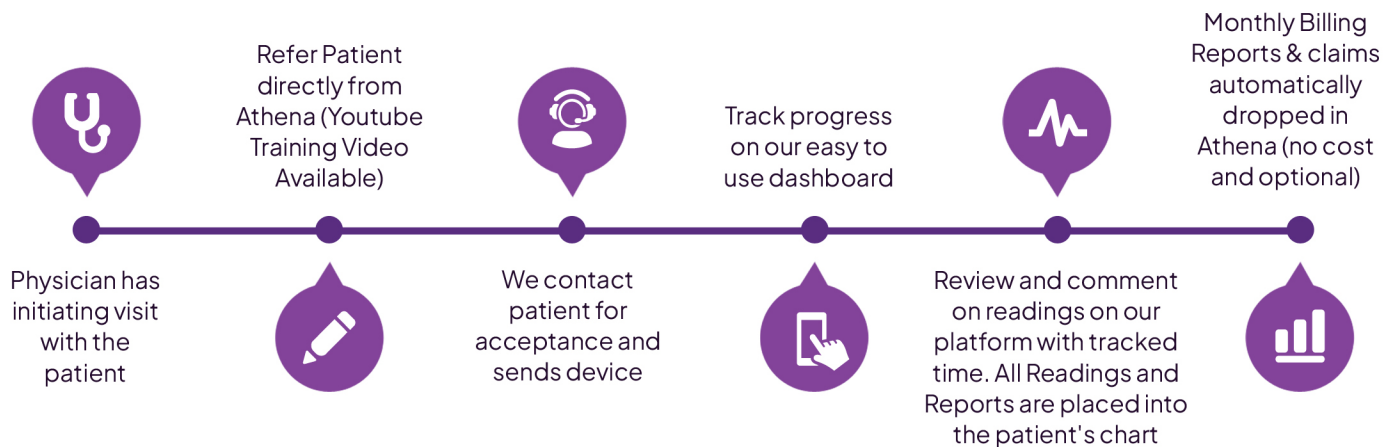 Physician has
initiating visit
with the
patient
Refer Patient
directly from
Athena (Youtube
Training Video
Available)
We contact
patient for
acceptance and
sends device
Track progress
on our easy to
use dashboard
Review and comment
on readings on our
platform with tracked
time. All Readings and
Reports are placed into
the patient's chart
Monthly Billing
Reports & claims
automatically
dropped in
Athena (no cost
and optional)